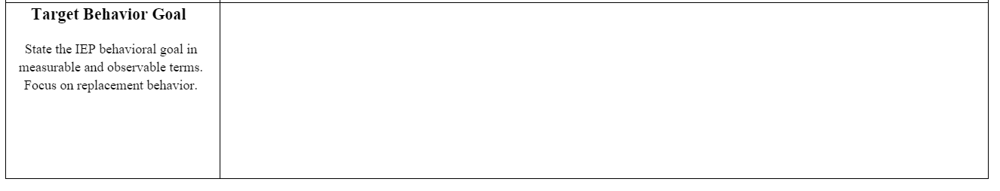 Target Behavior Goal
State the IEP behavioral goal in
measurable and observable terms.
Focus on replacement behavior.